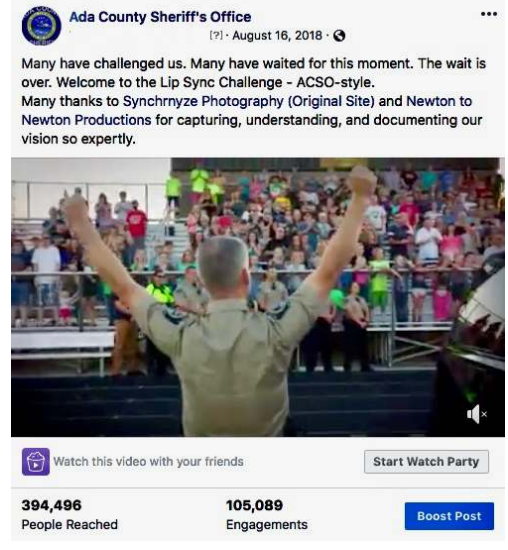 Ada County Sheriff's Office
[?] · August 16, 2018 ·
Many have challenged us. Many have waited for this moment. The wait is
over. Welcome to the Lip Sync Challenge - ACSO-style.
Many thanks to Synchrnyze Photography (Original Site) and Newton to
Newton Productions for capturing, understanding, and documenting our
vision so expertly.
Watch this video with your friends
Start Watch Party
394,496
People Reached
105,089
Engagements
Boost Post